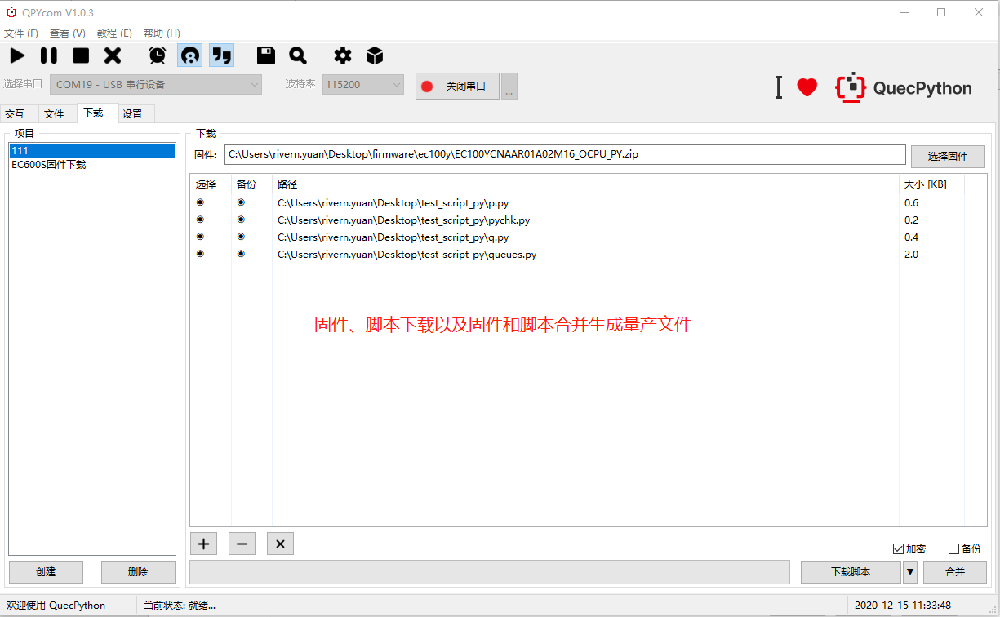 QPYcom V1.0.3
文件 (F) 查看 (V) 教程 (E) 帮助 (H)
选择串口 COM19 - USB 串行设备 波特率 115200 关闭串口 ...
I QuecPython
交互 文件 下载 设置
项目
111
EC600S固件下载
创建 删除
下载
固件: C:\Users\rivern.yuan\Desktop\firmware\ec100y\EC100YCNAAR01A02M16_OCPU_PY.zip 选择固件
选择 备份 路径 大小 [KB]
C:\Users\rivern.yuan\Desktop\test_script_py\p.py 0.6
C:\Users\rivern.yuan\Desktop\test_script_py\pychk.py 0.2
C:\Users\rivern.yuan\Desktop\test_script_py\q.py 0.4
C:\Users\rivern.yuan\Desktop\test_script_py\queues.py 2.0
固件、脚本下载以及固件和脚本合并生成量产文件
加密 备份
下载脚本 合并
欢迎使用 QuecPython 当前状态: 就绪... 2020-12-15 11:33:48